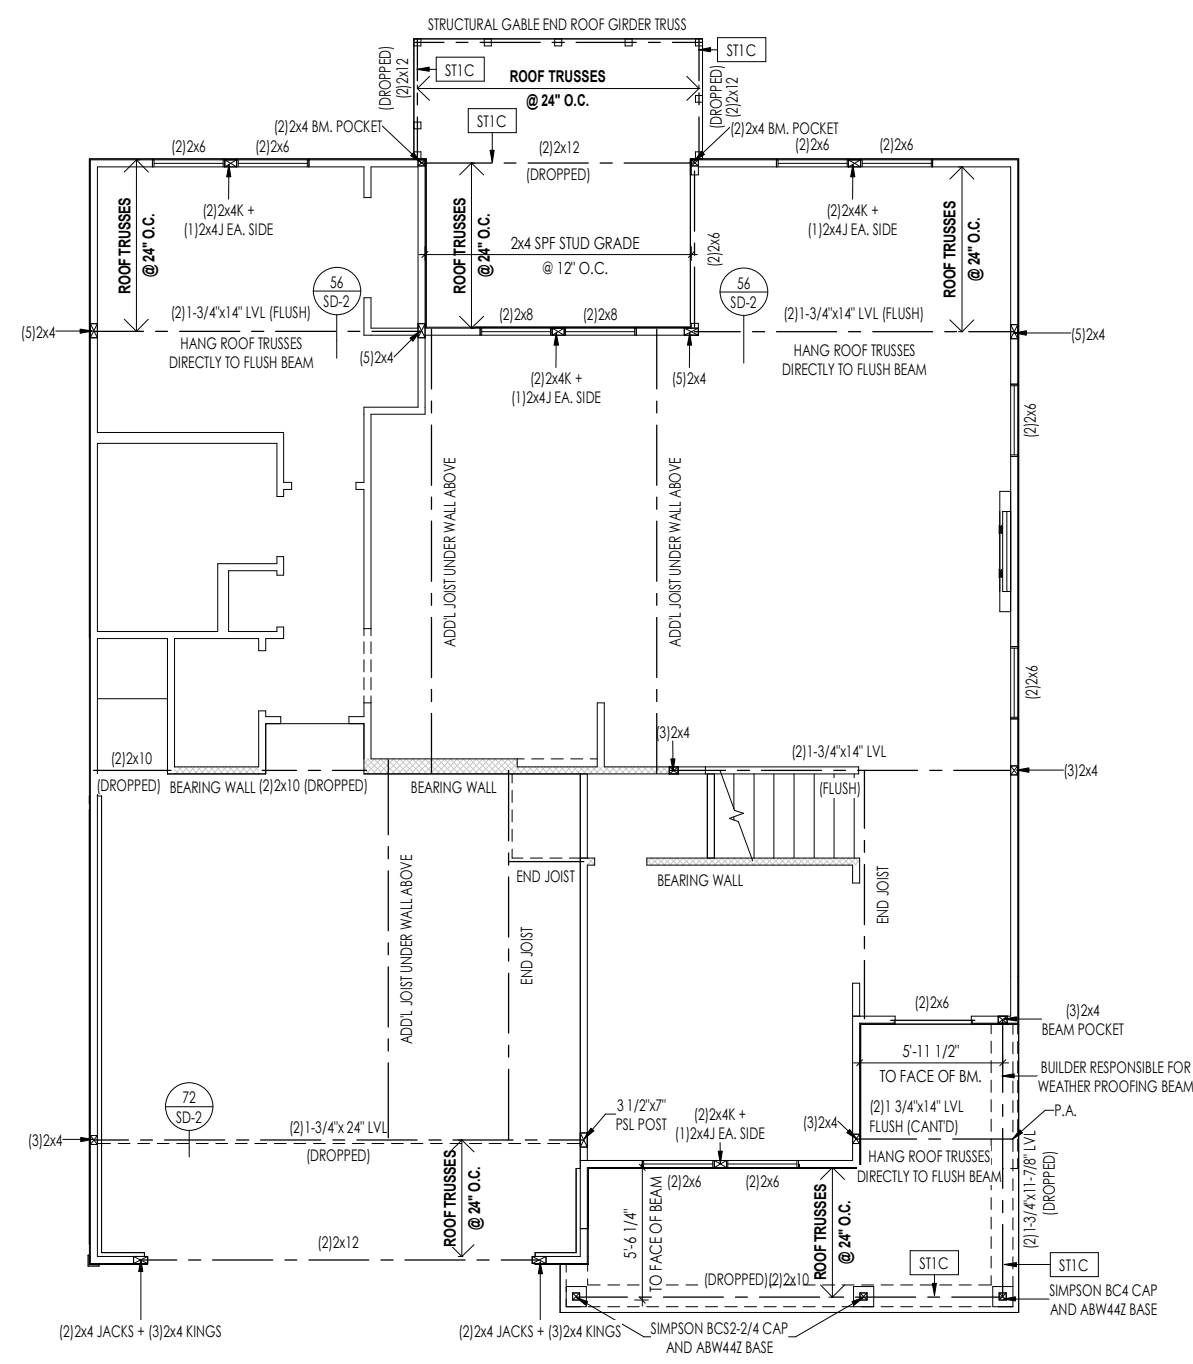 STRUCTURAL GABLE END ROOF GIRDER TRUSS
(DROPPED)
(2)2x12
ST1C
ST1C
ROOF TRUSSES
@ 24" O.C.
(DROPPED)
(2)2x12
(2)2x4 BM. POCKET
ST1C
(2)2x4 BM. POCKET
(2)2x6
(2)2x6
(2)2x12
(DROPPED)
(2)2x6
(2)2x6
ROOF TRUSSES
@ 24" O.C.
(2)2x4K +
(1)2x4J EA. SIDE
ROOF TRUSSES
@ 24" O.C.
2x4 SPF STUD GRADE
@ 12" O.C.
(2)2x6
(2)2x4K +
(1)2x4J EA. SIDE
ROOF TRUSSES
@ 24" O.C.
56
SD-2
56
SD-2
(2)1-3/4"x14" LVL (FLUSH)
(2)2x8
(2)2x8
(2)1-3/4"x14" LVL (FLUSH)
(5)2x4
HANG ROOF TRUSSES
DIRECTLY TO FLUSH BEAM
(5)2x4
(2)2x4K +
(1)2x4J EA. SIDE
(5)2x4
HANG ROOF TRUSSES
DIRECTLY TO FLUSH BEAM
(5)2x4
(2)2x6
ADD'L JOIST UNDER WALL ABOVE
ADD'L JOIST UNDER WALL ABOVE
(2)2x6
(3)2x4
(2)1-3/4"x14" LVL
(FLUSH)
(3)2x4
(2)2x10
(DROPPED)
BEARING WALL
(2)2x10 (DROPPED)
BEARING WALL
ADD'L JOIST UNDER WALL ABOVE
END JOIST
END JOIST
BEARING WALL
END JOIST
(2)2x6
(3)2x4
BEAM POCKET
5'-11 1/2"
TO FACE OF BM.
BUILDER RESPONSIBLE FOR
WEATHER PROOFING BEAM
72
SD-2
(2)1-3/4"x 24" LVL
(DROPPED)
(3)2x4
3 1/2"x7"
PSL POST
(2)2x4K +
(1)2x4J EA. SIDE
(3)2x4
(2)1 3/4"x14" LVL
FLUSH (CANT'D)
P.A.
HANG ROOF TRUSSES
DIRECTLY TO FLUSH BEAM
(2)1-3/4"x11-7/8" LVL
(DROPPED)
ROOF TRUSSES
@ 24" O.C.
(2)2x6
(2)2x6
5'-6 1/4"
TO FACE OF BEAM
ROOF TRUSSES
@ 24" O.C.
(2)2x12
(DROPPED)(2)2x10
ST1C
ST1C
SIMPSON BC4 CAP
AND ABW44Z BASE
(2)2x4 JACKS + (3)2x4 KINGS
(2)2x4 JACKS + (3)2x4 KINGS
SIMPSON BCS2-2/4 CAP
AND ABW44Z BASE